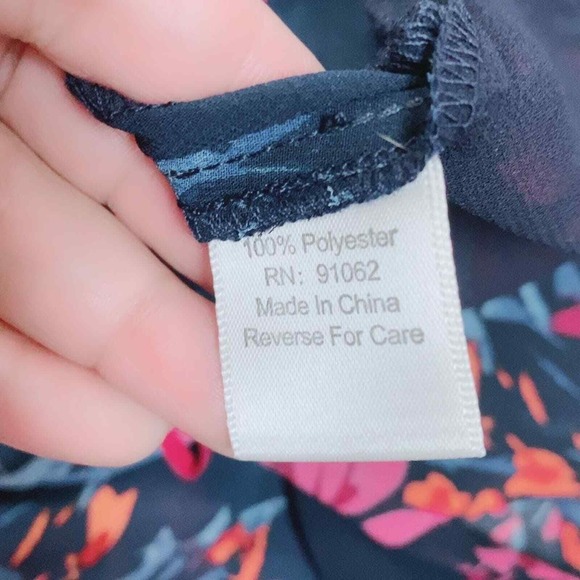 100% Polyester
RN: 91062
Made In China
Reverse For Care